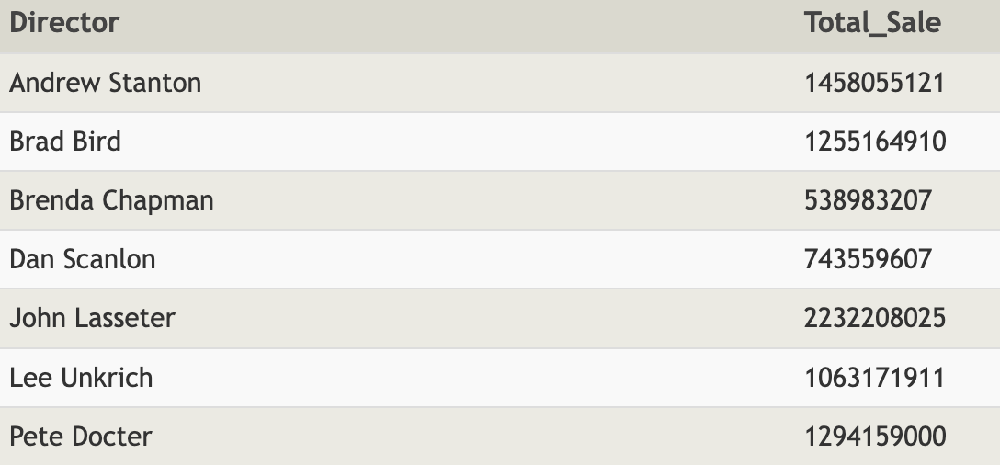 Director Total_Sale
Andrew Stanton 1458055121
Brad Bird 1255164910
Brenda Chapman 538983207
Dan Scanlon 743559607
John Lasseter 2232208025
Lee Unkrich 1063171911
Pete Docter 1294159000